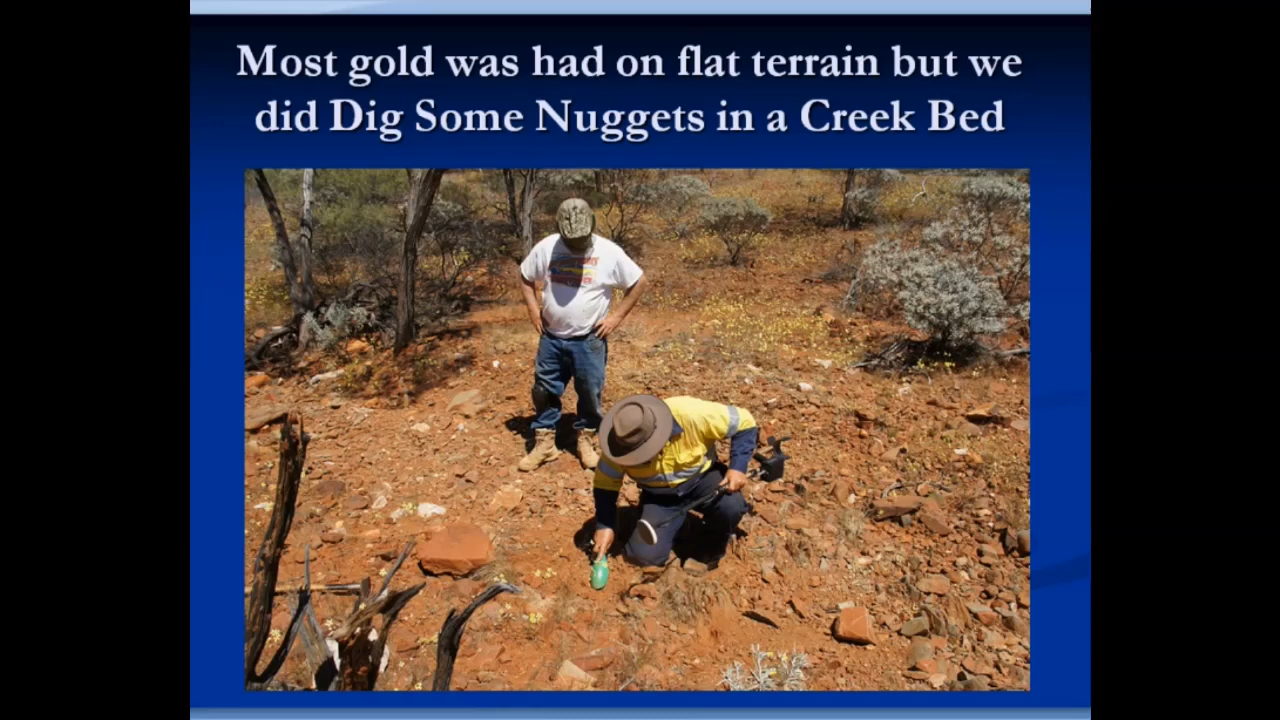 Most gold was had on flat terrain but we
did Dig Some Nuggets in a Creek Bed